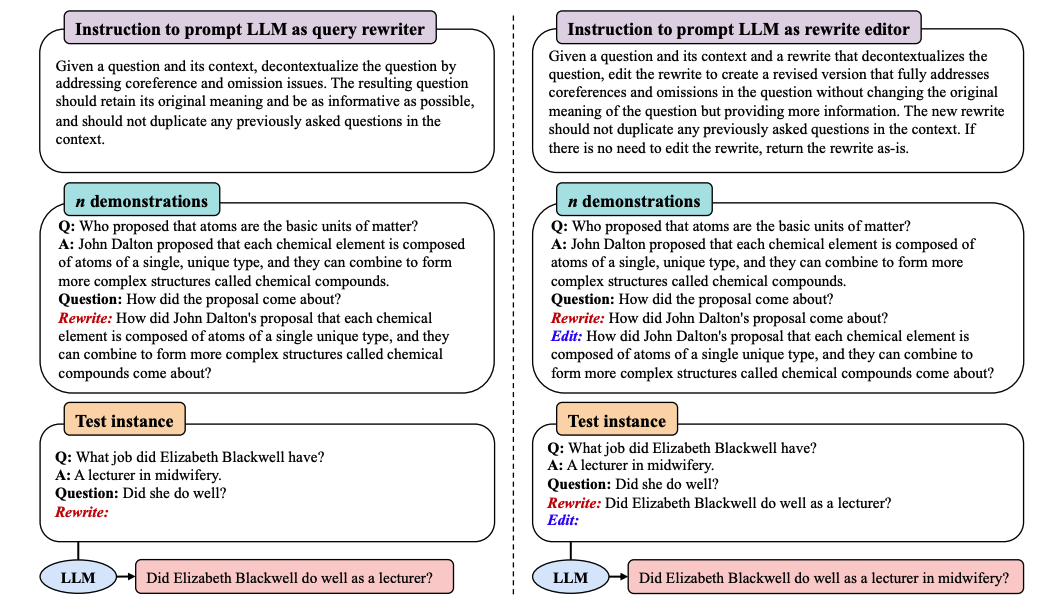 Instruction to prompt LLM as query rewriter
Given a question and its context, decontextualize the question by
addressing coreference and omission issues. The resulting question
should retain its original meaning and be as informative as possible,
and should not duplicate any previously asked questions in the
context.
n demonstrations
Q: Who proposed that atoms are the basic units of matter?
A: John Dalton proposed that each chemical element is composed
of atoms of a single, unique type, and they can combine to form
more complex structures called chemical compounds.
Question: How did the proposal come about?
Rewrite: How did John Dalton's proposal that each chemical
element is composed of atoms of a single unique type, and they
can combine to form more complex structures called chemical
compounds come about?
Test instance
Q: What job did Elizabeth Blackwell have?
A: A lecturer in midwifery.
Question: Did she do well?
Rewrite:
LLM
Did Elizabeth Blackwell do well as a lecturer?
Instruction to prompt LLM as rewrite editor
Given a question and its context and a rewrite that decontextualizes the
question, edit the rewrite to create a revised version that fully addresses
coreferences and omissions in the question without changing the original
meaning of the question but providing more information. The new rewrite
should not duplicate any previously asked questions in the context. If
there is no need to edit the rewrite, return the rewrite as-is.
n demonstrations
Q: Who proposed that atoms are the basic units of matter?
A: John Dalton proposed that each chemical element is composed of
atoms of a single, unique type, and they can combine to form more
complex structures called chemical compounds.
Question: How did the proposal come about?
Rewrite: How did John Dalton's proposal come about?
Edit: How did John Dalton's proposal that each chemical element is
composed of atoms of a single unique type, and they can combine to
form more complex structures called chemical compounds come about?
Test instance
Q: What job did Elizabeth Blackwell have?
A: A lecturer in midwifery.
Question: Did she do well?
Rewrite: Did Elizabeth Blackwell do well as a lecturer?
Edit:
LLM
Did Elizabeth Blackwell do well as a lecturer in midwifery?